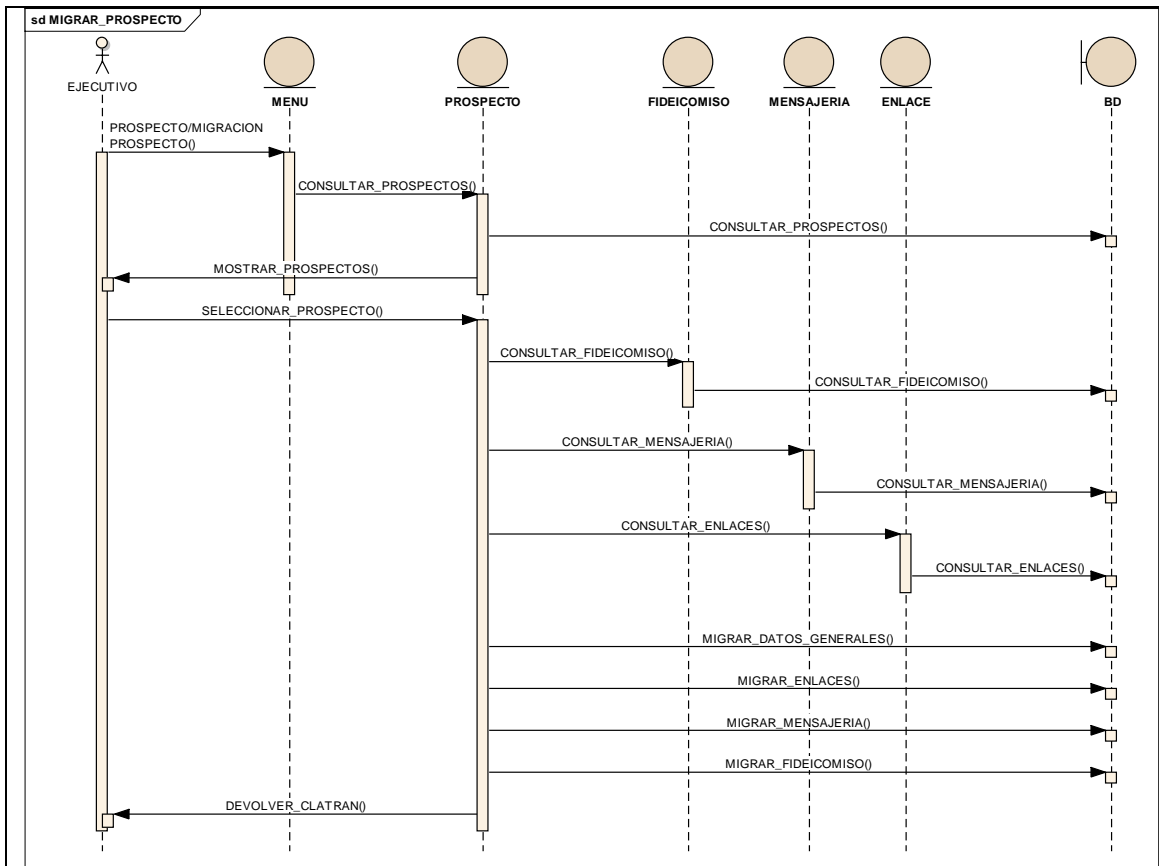 sd MIGRAR_PROSPECTO
EJECUTIVO
MENU
PROSPECTO
FIDEICOMISO
MENSAJERIA
ENLACE
BD
PROSPECTO/MIGRACION
PROSPECTO()
CONSULTAR_PROSPECTOS()
CONSULTAR_PROSPECTOS()
MOSTRAR_PROSPECTOS()
SELECCIONAR_PROSPECTO()
CONSULTAR_FIDEICOMISO()
CONSULTAR_FIDEICOMISO()
CONSULTAR_MENSAJERIA()
CONSULTAR_MENSAJERIA()
CONSULTAR_ENLACES()
CONSULTAR_ENLACES()
MIGRAR_DATOS_GENERALES()
MIGRAR_ENLACES()
MIGRAR_MENSAJERIA()
MIGRAR_FIDEICOMISO()
DEVOLVER_CLATRAN()